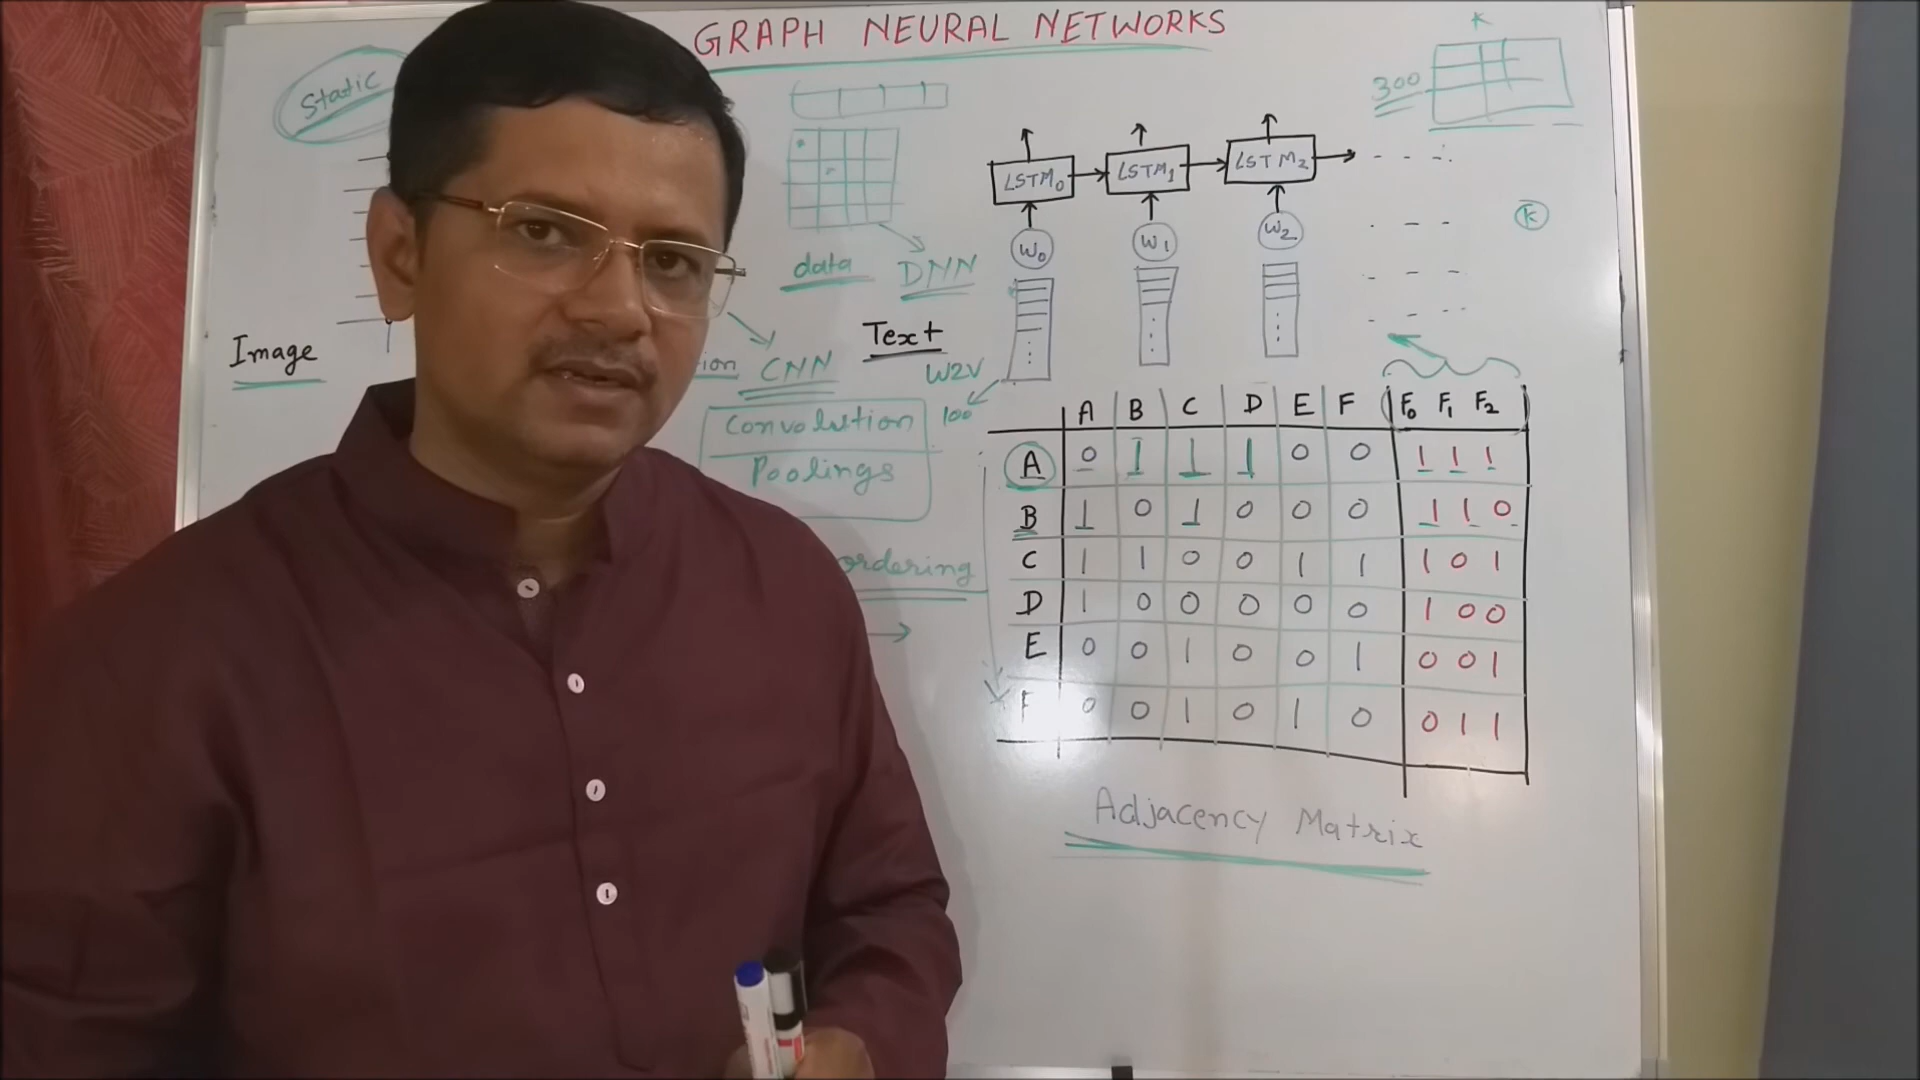 GRAPH NEURAL NETWORKS
K
Static
300
LSTM0 LSTM1 LSTM2
K
W0 W1 W2
data DNN
Image
Text
ion CNN
W2V
100
Convolution
Poolings
ordering
A B C D E F F0 F1 F2
A 0 1 1 1 0 0 1 1 1
B 1 0 1 0 0 0 1 1 0
C 1 1 0 0 1 1 1 0 1
D 1 0 0 0 0 0 1 0 0
E 0 0 1 0 0 1 0 0 1
F 0 0 1 0 1 0 0 1 1
Adjacency Matrix